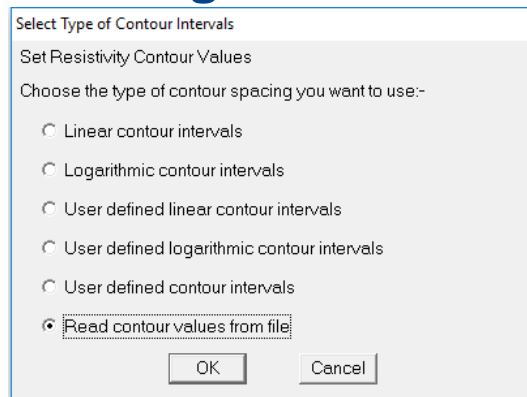 Select Type of Contour Intervals
Set Resistivity Contour Values
Choose the type of contour spacing you want to use:-
Linear contour intervals
Logarithmic contour intervals
User defined linear contour intervals
User defined logarithmic contour intervals
User defined contour intervals
Read contour values from file
OK Cancel